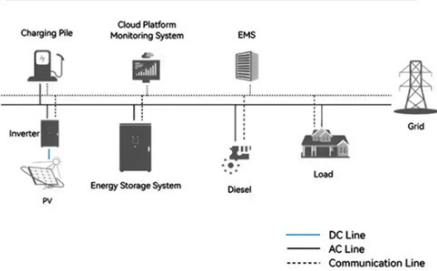 Charging Pile
Cloud Platform
Monitoring System
EMS
Grid
Inverter
PV
Energy Storage System
Diesel
Load
DC Line
AC Line
Communication Line